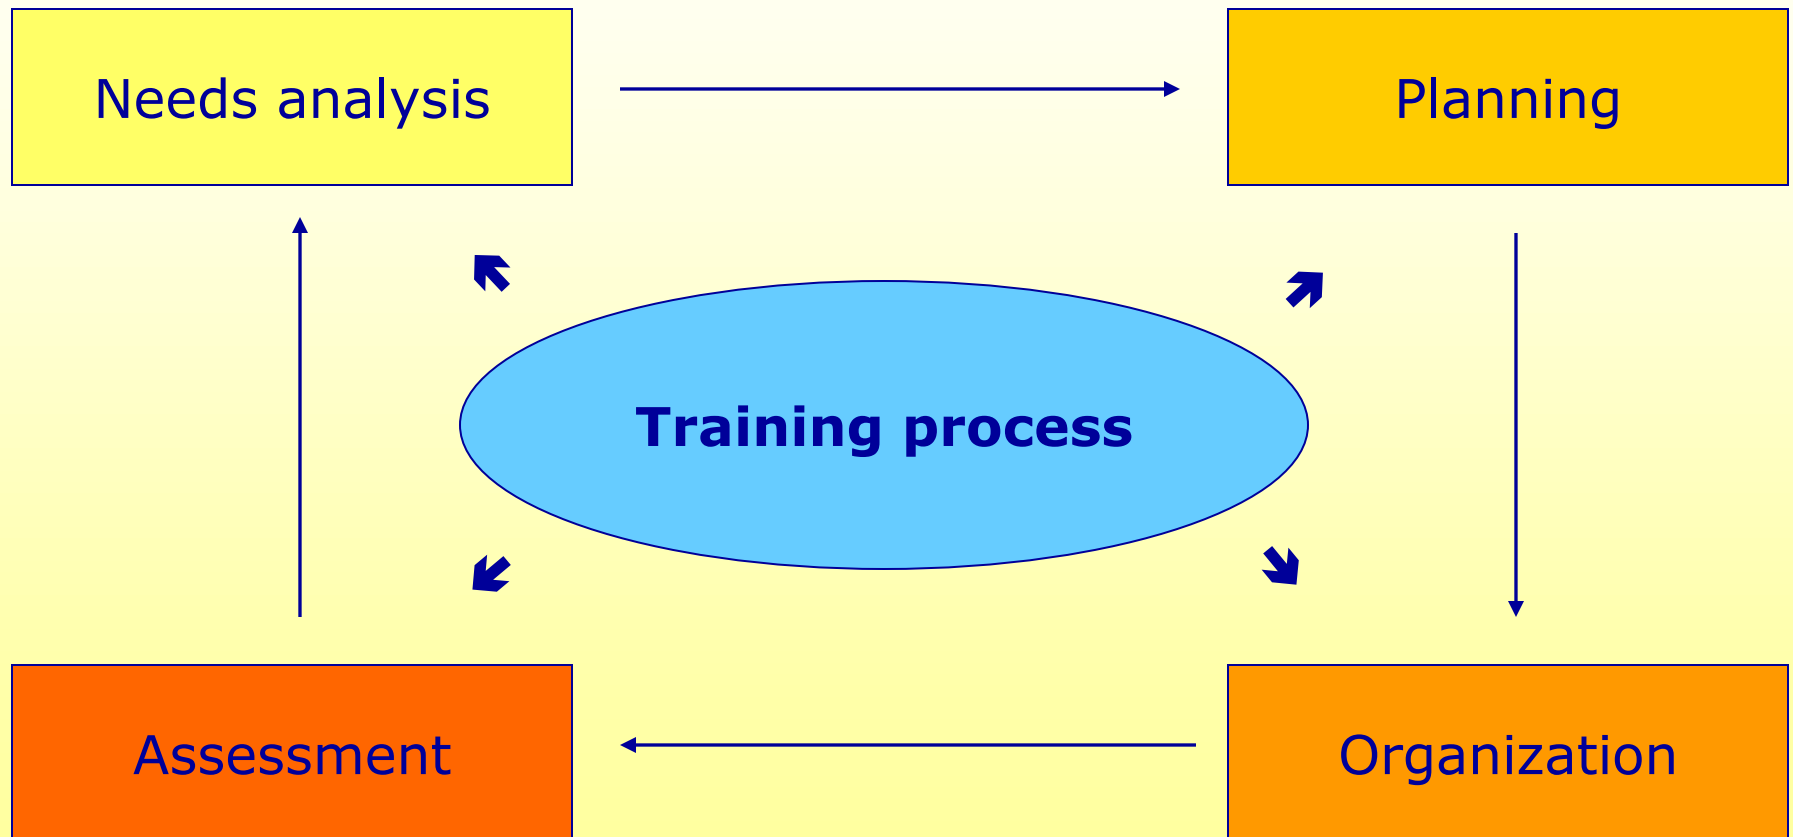 Needs analysis
Planning
Training process
Assessment
Organization